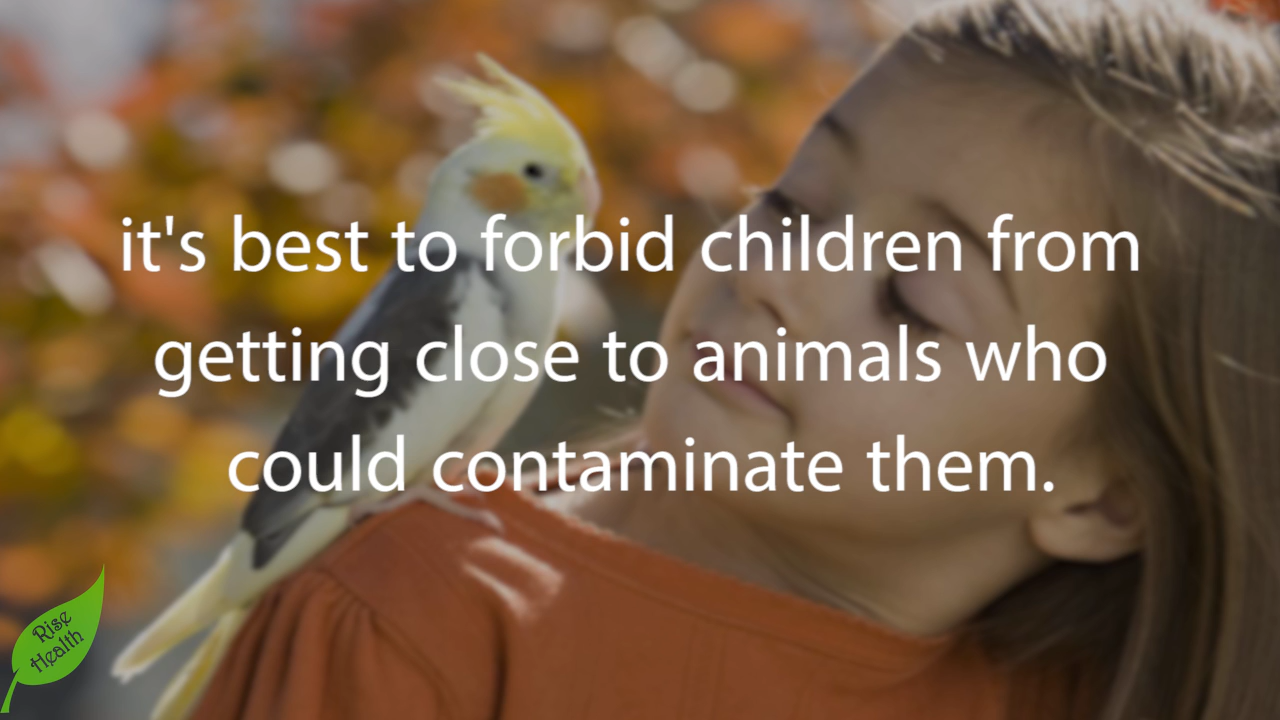 it's best to forbid children from
getting close to animals who
could contaminate them.
Rise
Health